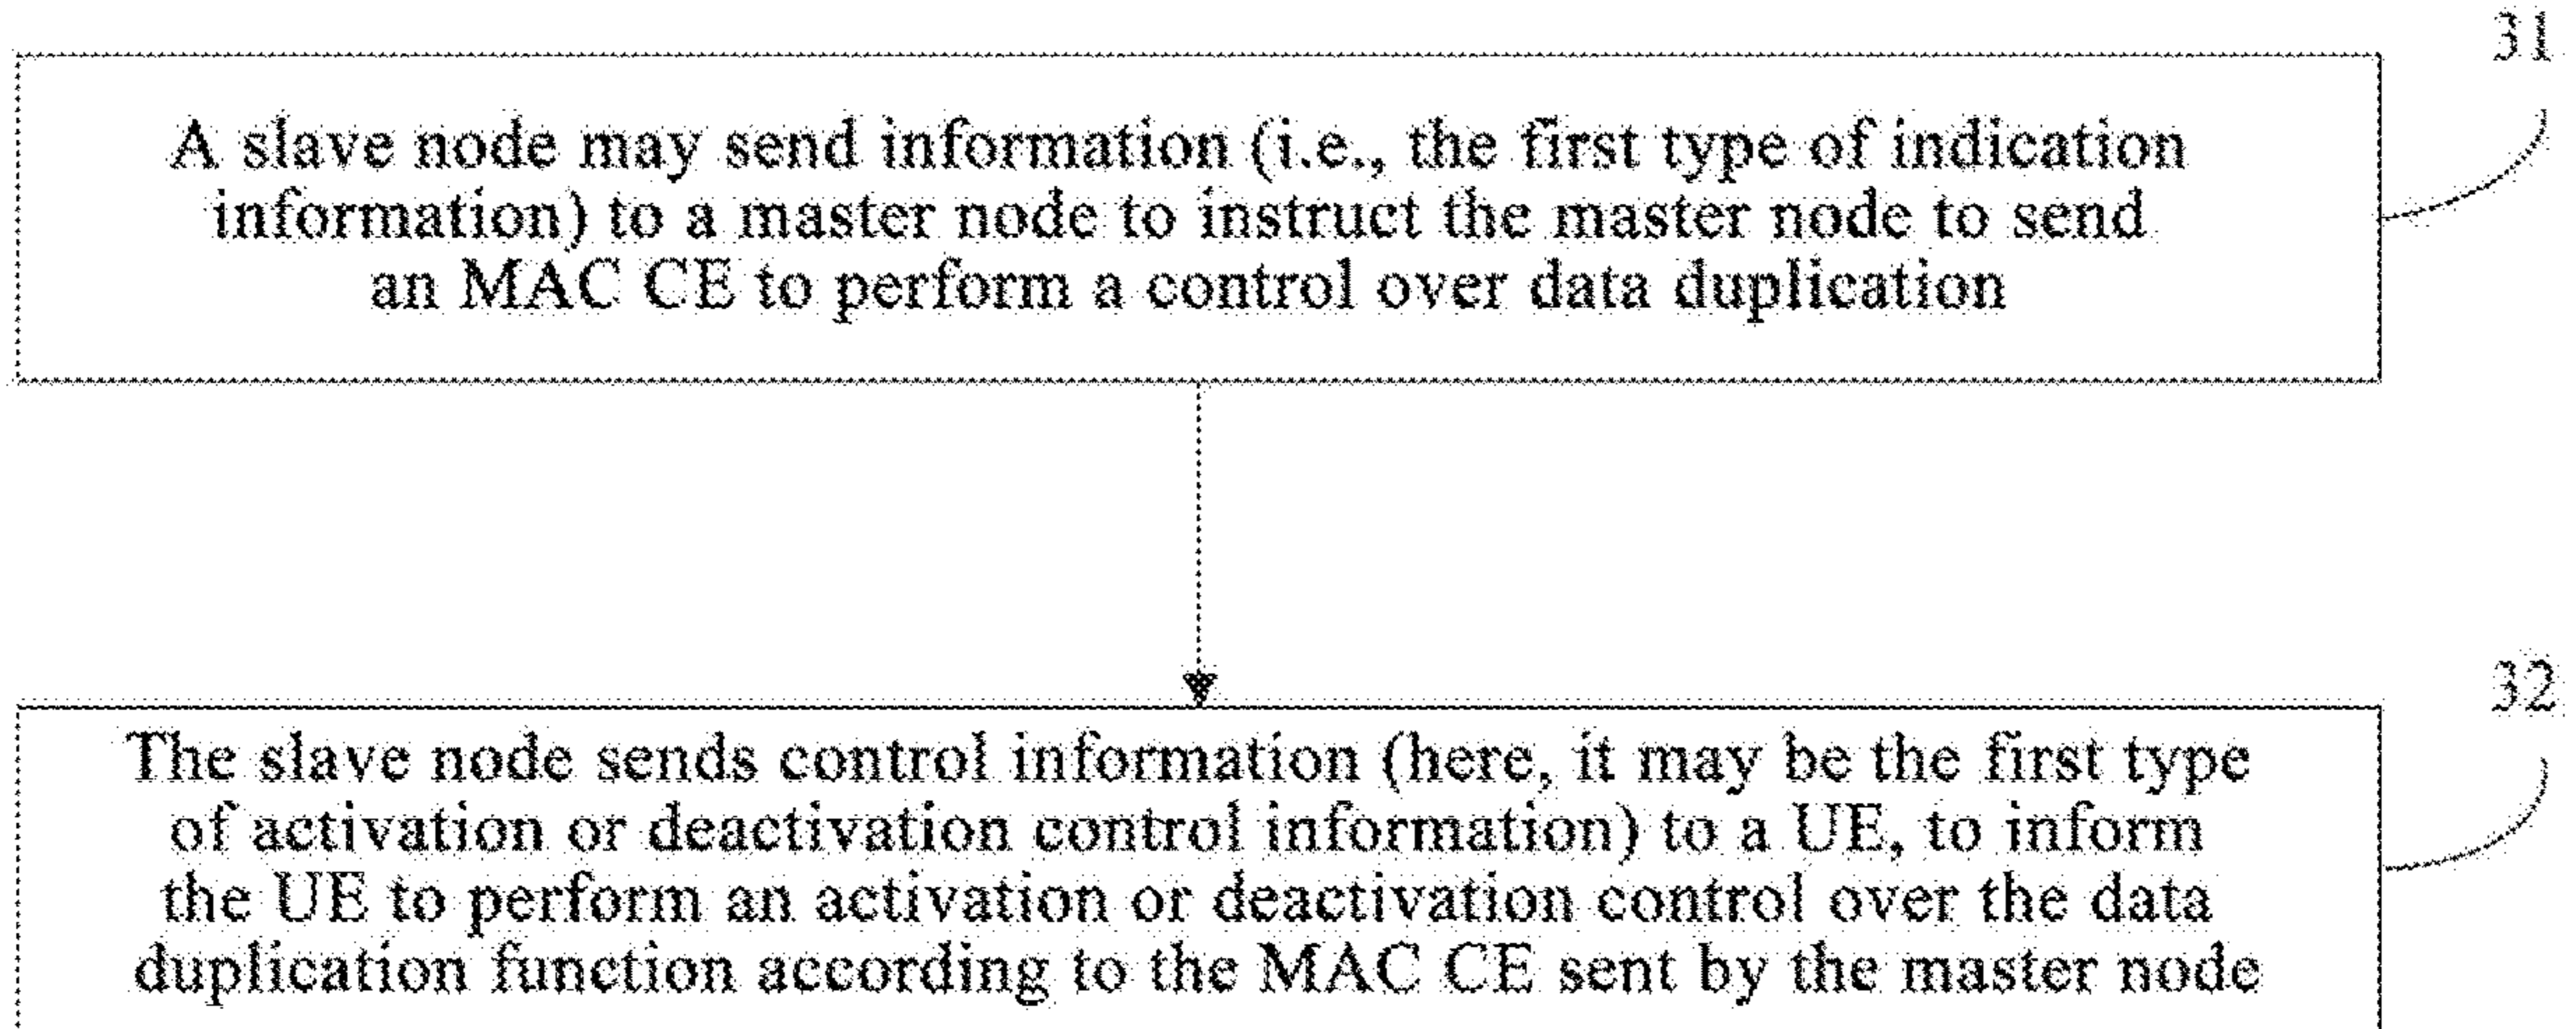 31
A slave node may send information (i.e., the first type of indication
information) to a master node to instruct the master node to send
an MAC CE to perform a control over data duplication
32
The slave node sends control information (here, it may be the first type
of activation or deactivation control information) to a UE, to inform
the UE to perform an activation or deactivation control over the data
duplication function according to the MAC CE sent by the master node